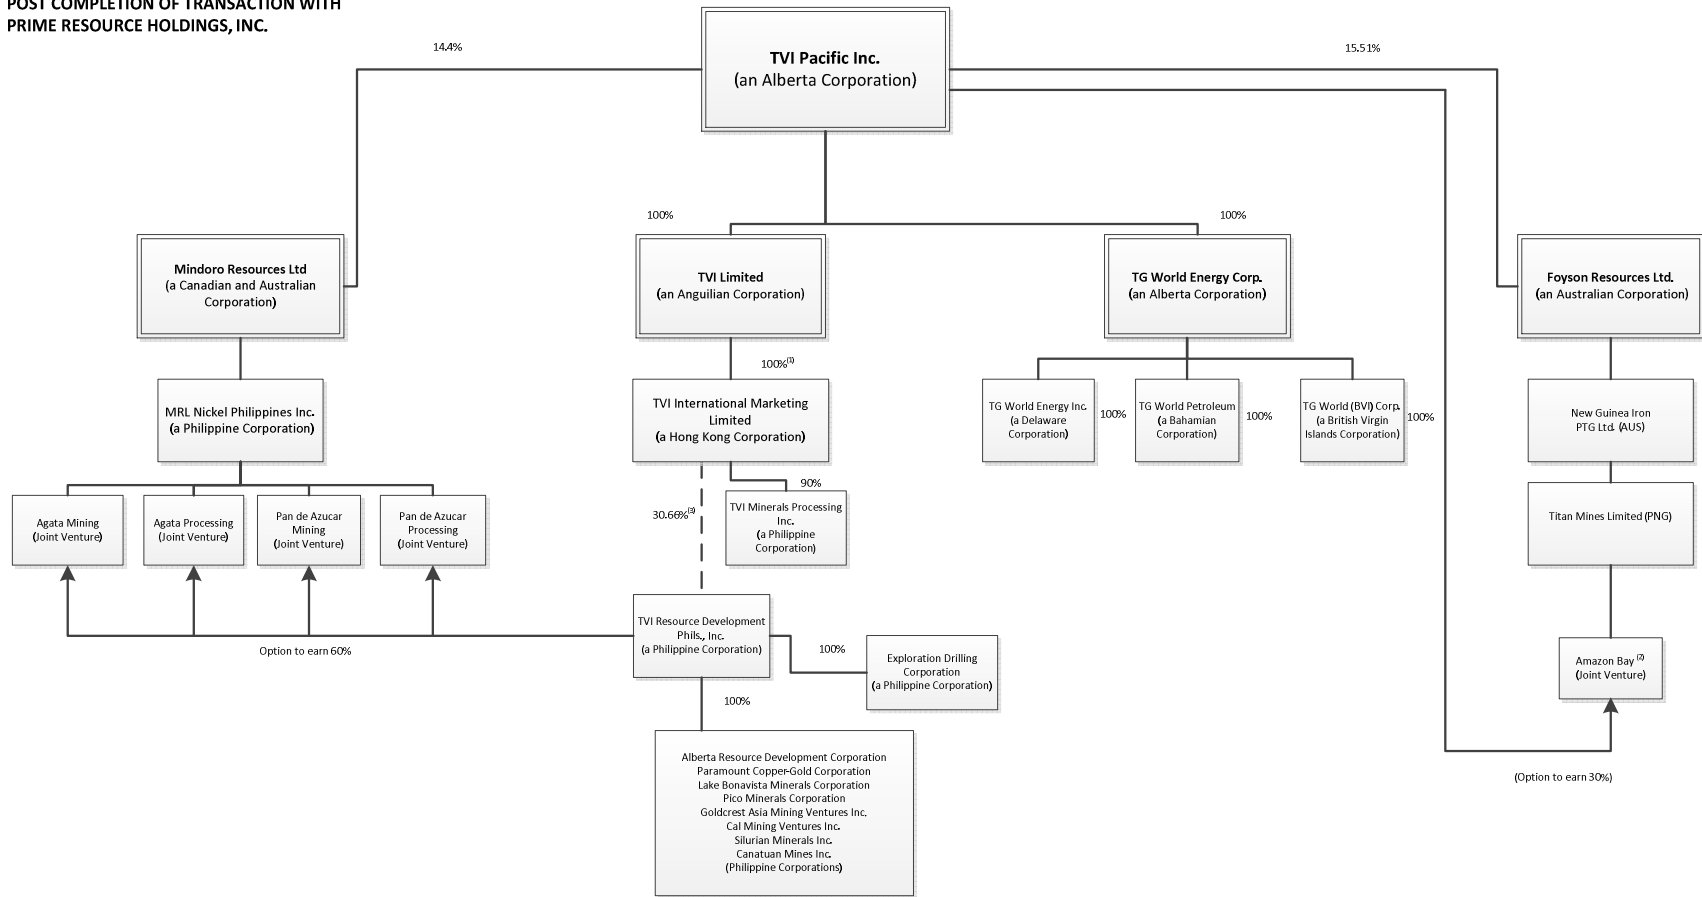 POST COMPLETION OF TRANSACTION WITH
PRIME RESOURCE HOLDINGS, INC.
TVI Pacific Inc.
(an Alberta Corporation)
14.4%
15.51%
100%
100%
Mindoro Resources Ltd
(a Canadian and Australian
Corporation)
TVI Limited
(an Anguilian Corporation)
TG World Energy Corp.
(an Alberta Corporation)
Foyson Resources Ltd.
(an Australian Corporation)
100%(1)
MRL Nickel Philippines Inc.
(a Philippine Corporation)
TVI International Marketing
Limited
(a Hong Kong Corporation)
TG World Energy Inc.
(a Delaware
Corporation)
100%
TG World Petroleum
(a Bahamian
Corporation)
100%
TG World (BVI) Corp.
(a British Virgin
Islands Corporation)
100%
New Guinea Iron
PTG Ltd. (AUS)
90%
30.66%(3)
Agata Mining
(Joint Venture)
Agata Processing
(Joint Venture)
Pan de Azucar
Mining
(Joint Venture)
Pan de Azucar
Processing
(Joint Venture)
TVI Minerals Processing
Inc.
(a Philippine
Corporation)
Titan Mines Limited (PNG)
Option to earn 60%
TVI Resource Development
Phils., Inc.
(a Philippine Corporation)
100%
Exploration Drilling
Corporation
(a Philippine Corporation)
Amazon Bay (2)
(Joint Venture)
100%
(Option to earn 30%)
Alberta Resource Development Corporation
Paramount Copper-Gold Corporation
Lake Bonavista Minerals Corporation
Pico Minerals Corporation
Goldcrest Asia Mining Ventures Inc.
Cal Mining Ventures Inc.
Silurian Minerals Inc.
Canatuan Mines Inc.
(Philippine Corporations)